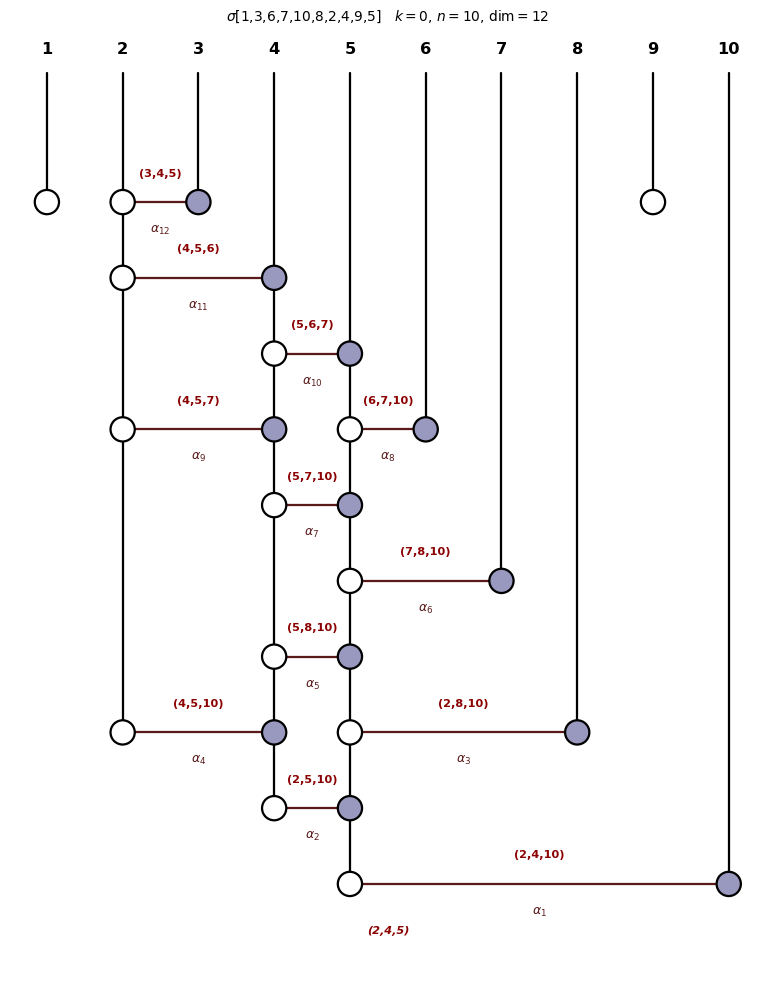 σ[1,3,6,7,10,8,2,4,9,5]   k=0, n=10, dim=12
1 2 3 4 5 6 7 8 9 10
(3,4,5)
α12
(4,5,6)
α11
(5,6,7)
α10
(4,5,7) (6,7,10)
α9 α8
(5,7,10)
α7
(7,8,10)
α6
(5,8,10)
α5
(4,5,10) (2,8,10)
α4 α3
(2,5,10)
α2
(2,4,10)
α1
(2,4,5)